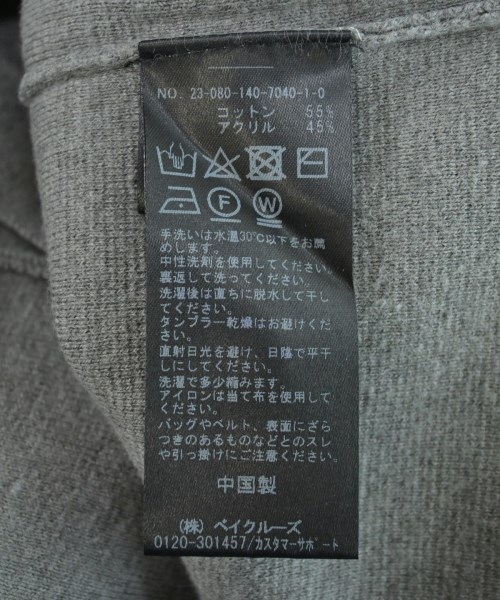 NO. 23-080-140-7040-1-0
コットン 55%
アクリル 45%
F W
手洗いは水温30℃以下をお薦
めします。
中性洗剤を使用してください。
裏返して洗ってください。
洗濯後は直ちに脱水して干し
てください。
タンブラー乾燥はお避けくだ
さい。
直射日光を避け、日陰で平干
しにしてください。
洗濯で多少縮みます。
アイロンは当て布を使用して
ください。
バッグやベルト、表面にざら
つきのあるものなどとのスレ
や引っ掛けにご注意ください。
中国製
(株) ベイクルーズ
0120-301457/カスタマーサポート